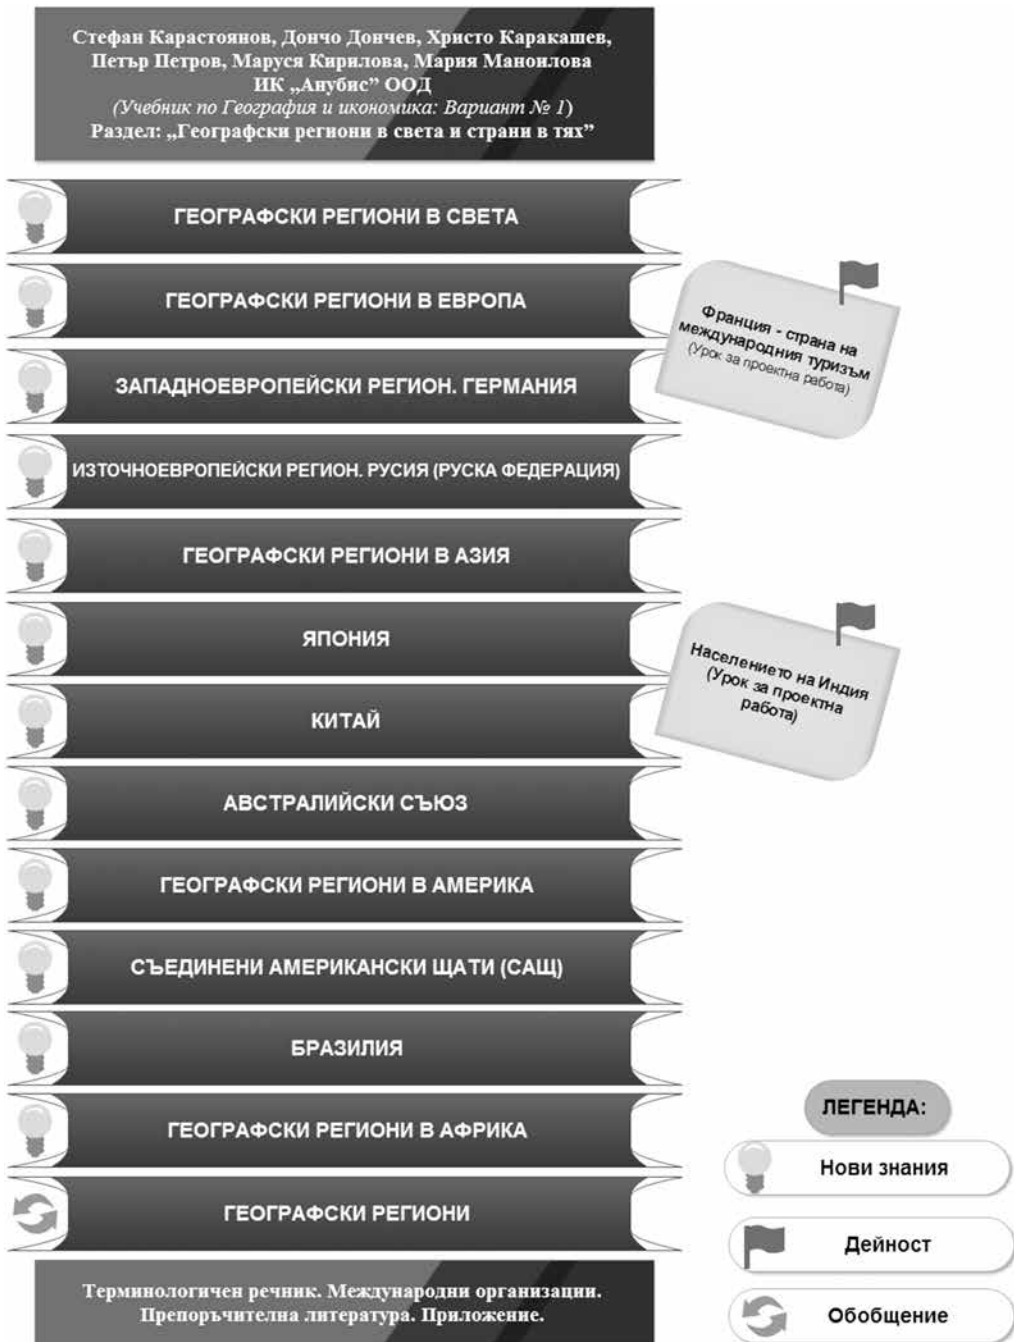 Стефан Карастоянов, Дончо Дончев, Христо Каракашев,
Петър Петров, Маруся Кирилова, Мария Маноилова
ИК „Анубис” ООД
(Учебник по География и икономика: Вариант № 1)
Раздел: „Географски региони в света и страни в тях”
ГЕОГРАФСКИ РЕГИОНИ В СВЕТА
ГЕОГРАФСКИ РЕГИОНИ В ЕВРОПА
Франция - страна на
международния туризъм
(Урок за проектна работа)
ЗАПАДНОЕВРОПЕЙСКИ РЕГИОН. ГЕРМАНИЯ
ИЗТОЧНОЕВРОПЕЙСКИ РЕГИОН. РУСИЯ (РУСКА ФЕДЕРАЦИЯ)
ГЕОГРАФСКИ РЕГИОНИ В АЗИЯ
ЯПОНИЯ
Населението на Индия
(Урок за проектна
работа)
КИТАЙ
АВСТРАЛИЙСКИ СЪЮЗ
ГЕОГРАФСКИ РЕГИОНИ В АМЕРИКА
СЪЕДИНЕНИ АМЕРИКАНСКИ ЩАТИ (САЩ)
БРАЗИЛИЯ
ГЕОГРАФСКИ РЕГИОНИ В АФРИКА
ГЕОГРАФСКИ РЕГИОНИ
Терминологичен речник. Международни организации.
Препоръчителна литература. Приложение.
ЛЕГЕНДА:
Нови знания
Дейност
Обобщение